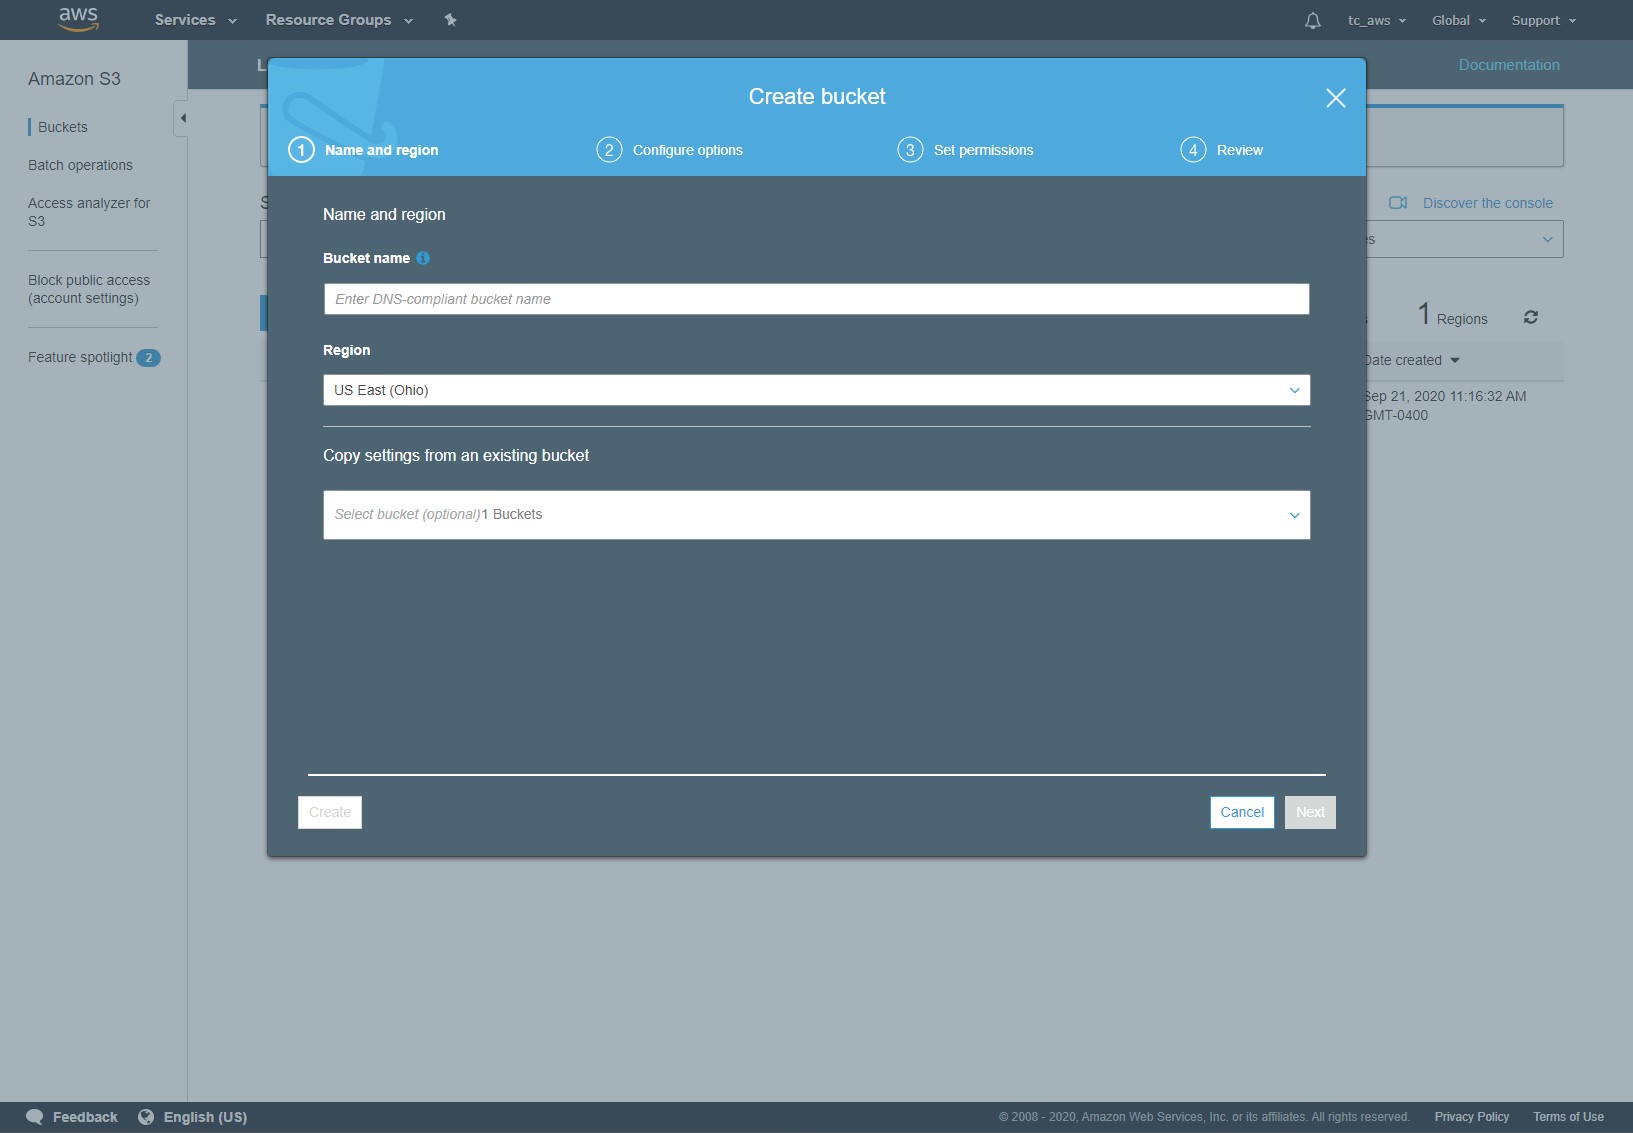 aws
Services
Resource Groups
tc_aws
Global
Support
Amazon S3
Documentation
Buckets
Batch operations
Access analyzer for
S3
Block public access
(account settings)
Feature spotlight 2
Create bucket
1 Name and region
2 Configure options
3 Set permissions
4 Review
Name and region
Bucket name
Enter DNS-compliant bucket name
Region
US East (Ohio)
Copy settings from an existing bucket
Select bucket (optional)1 Buckets
Create
Cancel
Next
Discover the console
1 Regions
Date created
Sep 21, 2020 11:16:32 AM
GMT-0400
Feedback
English (US)
© 2008 - 2020, Amazon Web Services, Inc. or its affiliates. All rights reserved.
Privacy Policy
Terms of Use